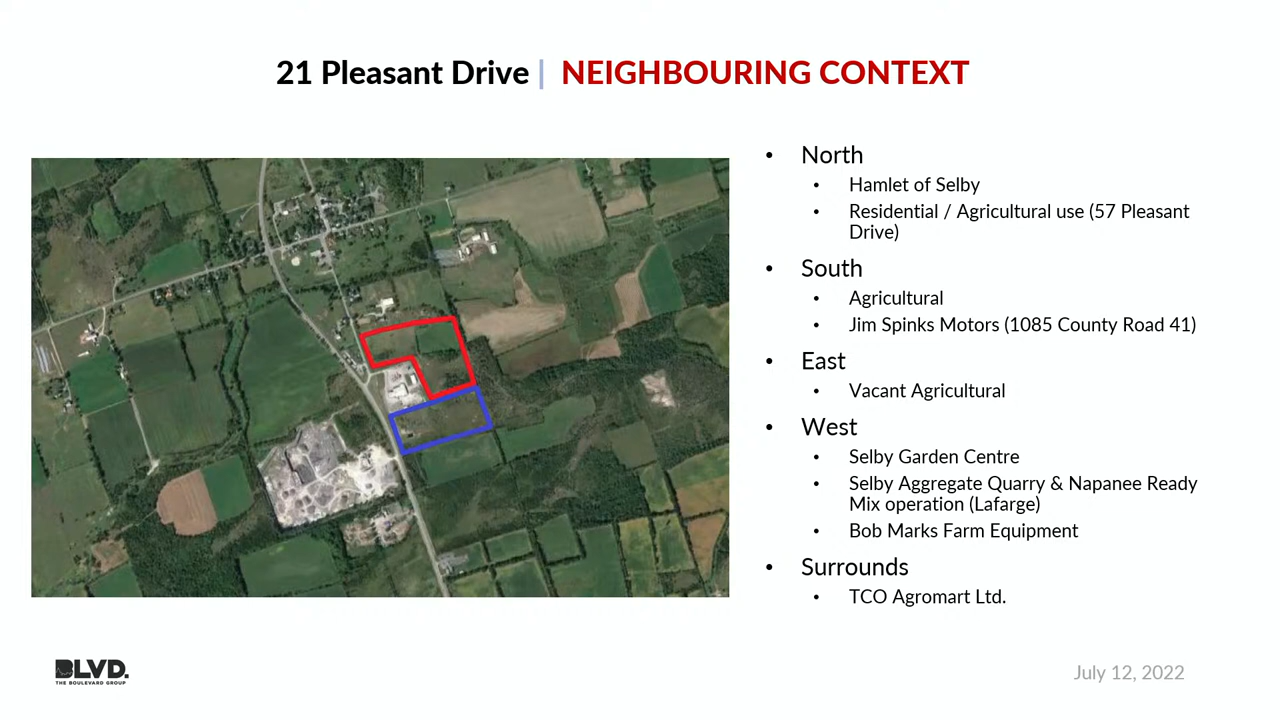 21 Pleasant Drive | NEIGHBOURING CONTEXT
• North
• Hamlet of Selby
• Residential / Agricultural use (57 Pleasant
Drive)
• South
• Agricultural
• Jim Spinks Motors (1085 County Road 41)
• East
• Vacant Agricultural
• West
• Selby Garden Centre
• Selby Aggregate Quarry & Napanee Ready
Mix operation (Lafarge)
• Bob Marks Farm Equipment
• Surrounds
• TCO Agromart Ltd.
BLVD.
THE BOULEVARD GROUP
July 12, 2022